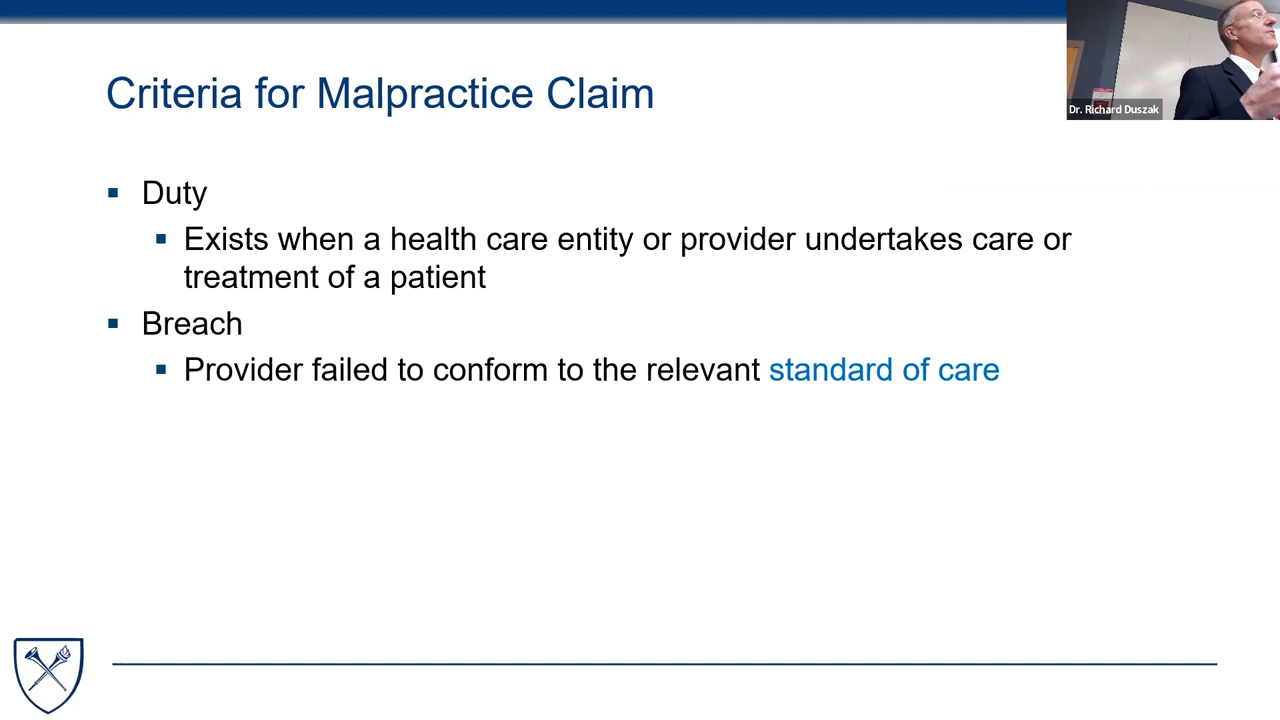 Criteria for Malpractice Claim
Dr. Richard Duszak
Duty
Exists when a health care entity or provider undertakes care or
treatment of a patient
Breach
Provider failed to conform to the relevant standard of care